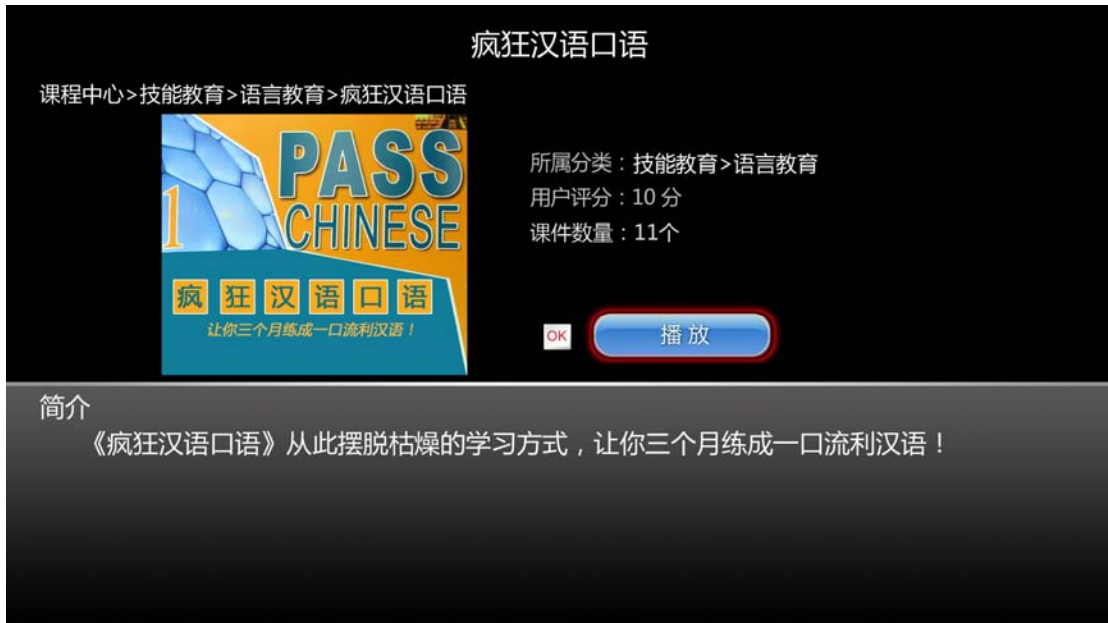 疯狂汉语口语
课程中心>技能教育>语言教育>疯狂汉语口语
PASS
CHINESE
1
疯狂汉语口语
让你三个月练成一口流利汉语！
所属分类：技能教育>语言教育
用户评分：10 分
课件数量：11个
OK
播放
简介
《疯狂汉语口语》从此摆脱枯燥的学习方式，让你三个月练成一口流利汉语！